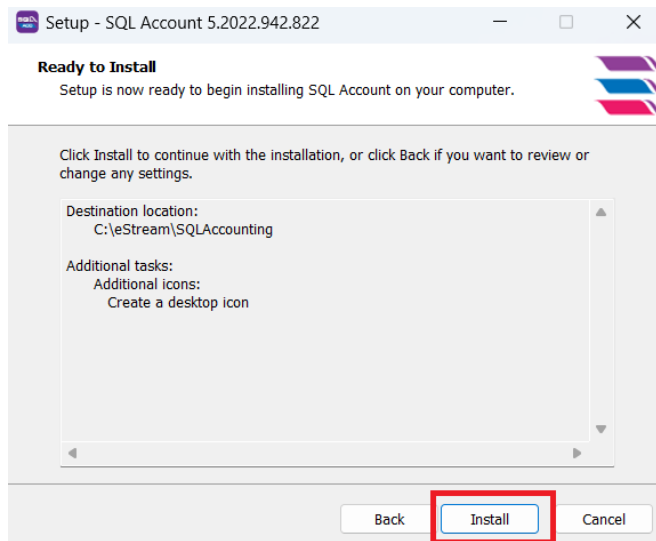 Setup - SQL Account 5.2022.942.822
Ready to Install
Setup is now ready to begin installing SQL Account on your computer.
Click Install to continue with the installation, or click Back if you want to review or
change any settings.
Destination location:
C:\eStream\SQLAccounting
Additional tasks:
Additional icons:
Create a desktop icon
Back Install Cancel